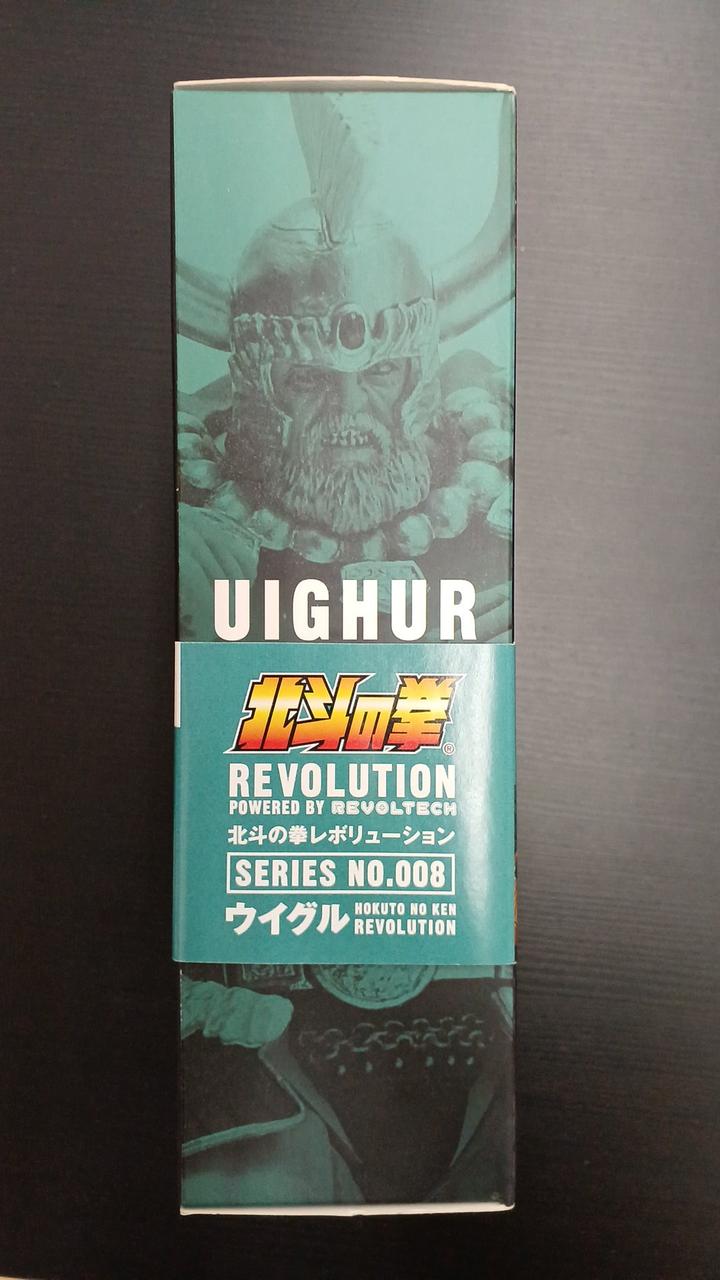 UIGHUR
北斗の拳®
REVOLUTION
POWERED BY REVOLTECH
北斗の拳レボリューション
SERIES NO.008
ウイグル HOKUTO NO KEN
REVOLUTION